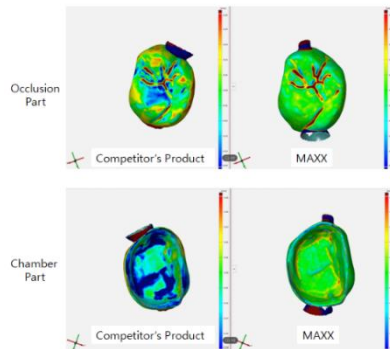 Occlusion
Part
Competitor's Product
MAXX
Chamber
Part
Competitor's Product
MAXX